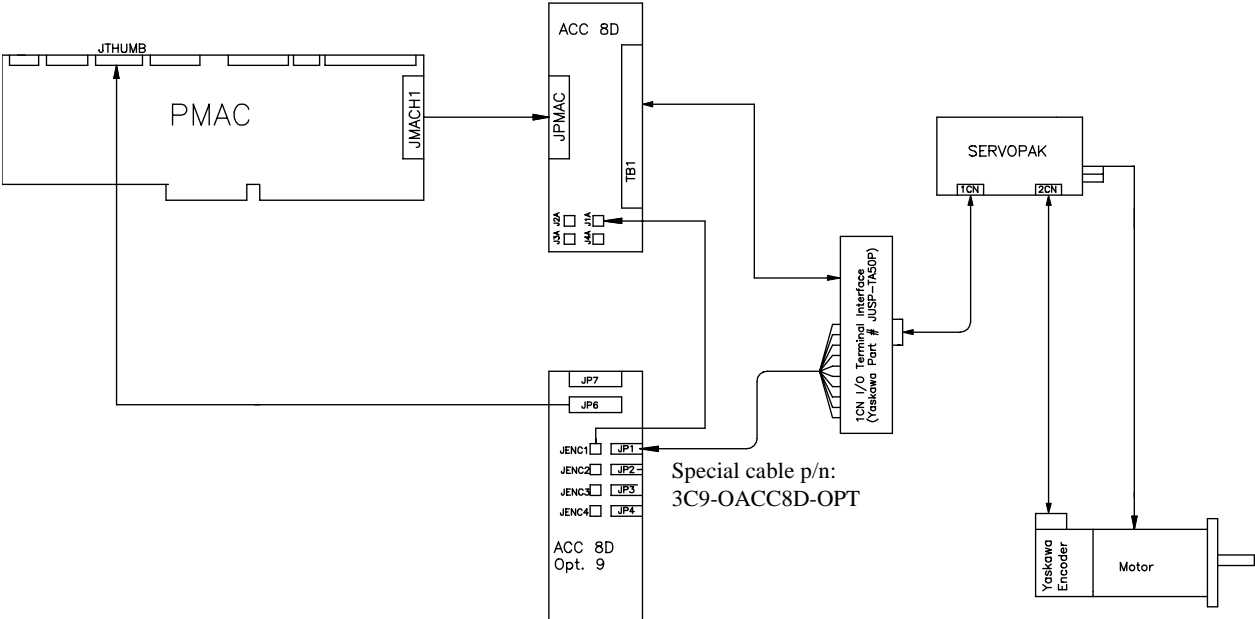 JTHUMB
PMAC
JMACH1
ACC 8D
JPMAC
TB1
J2A
J1A
J3A
J4A
SERVOPAK
1CN
2CN
1CN I/O Terminal Interface
(Yaskawa Part # JUSP-TA50P)
JP7
JP6
JENC1
JP1
JENC2
JP2
JENC3
JP3
JENC4
JP4
ACC 8D
Opt. 9
Special cable p/n:
3C9-OACC8D-OPT
Yaskawa
Encoder
Motor